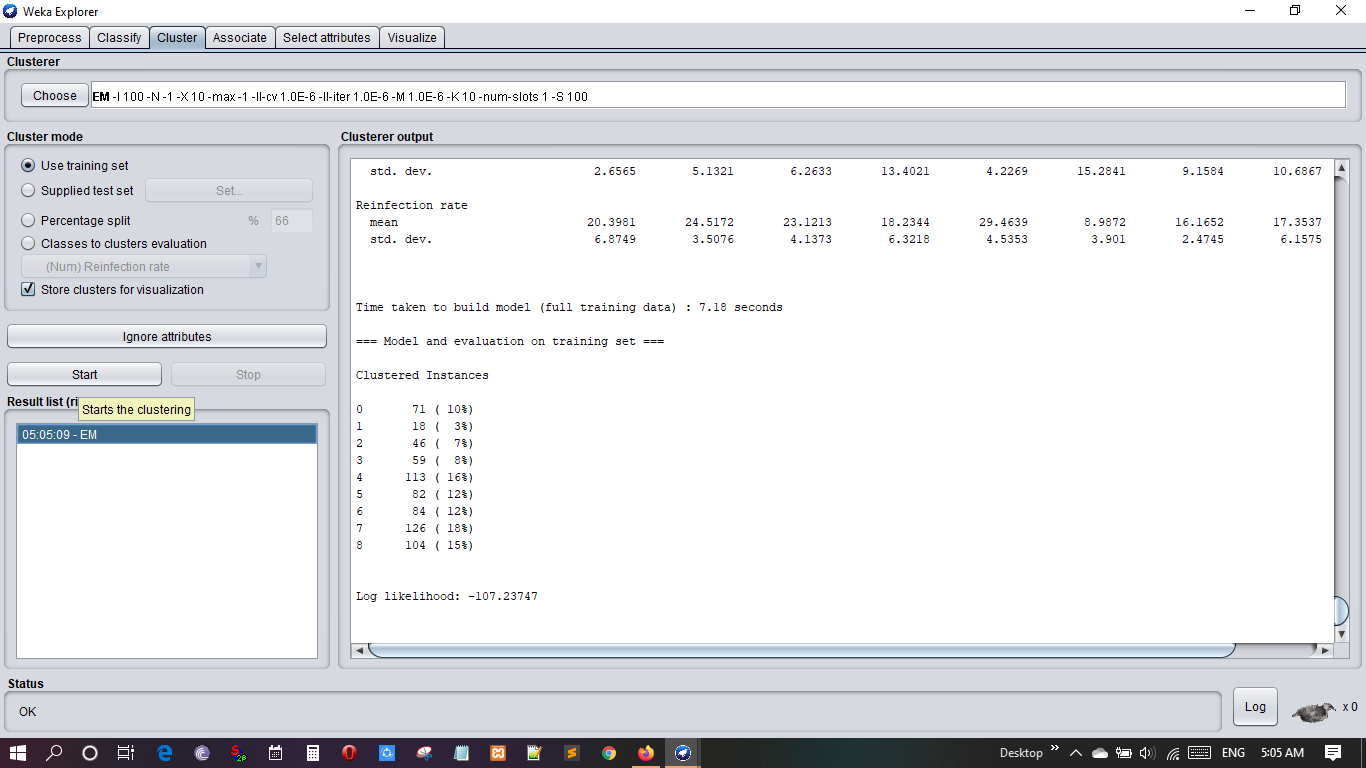 Weka Explorer
Preprocess Classify Cluster Associate Select attributes Visualize
Clusterer
Choose EM -I 100 -N -1 -X 10 -max -1 -ll-cv 1.0E-6 -ll-iter 1.0E-6 -M 1.0E-6 -K 10 -num-slots 1 -S 100
Cluster mode
Use training set
Supplied test set Set...
Percentage split % 66
Classes to clusters evaluation
(Num) Reinfection rate
Store clusters for visualization
Ignore attributes
Start Stop
Result list (ri
Starts the clustering
05:05:09 - EM
Clusterer output
std. dev. 2.6565 5.1321 6.2633 13.4021 4.2269 15.2841 9.1584 10.6867
Reinfection rate
mean 20.3981 24.5172 23.1213 18.2344 29.4639 8.9872 16.1652 17.3537
std. dev. 6.8749 3.5076 4.1373 6.3218 4.5353 3.901 2.4745 6.1575
Time taken to build model (full training data) : 7.18 seconds
=== Model and evaluation on training set ===
Clustered Instances
0 71 ( 10%)
1 18 ( 3%)
2 46 ( 7%)
3 59 ( 8%)
4 113 ( 16%)
5 82 ( 12%)
6 84 ( 12%)
7 126 ( 18%)
8 104 ( 15%)
Log likelihood: -107.23747
Status
OK
Log x 0
Desktop ENG 5:05 AM